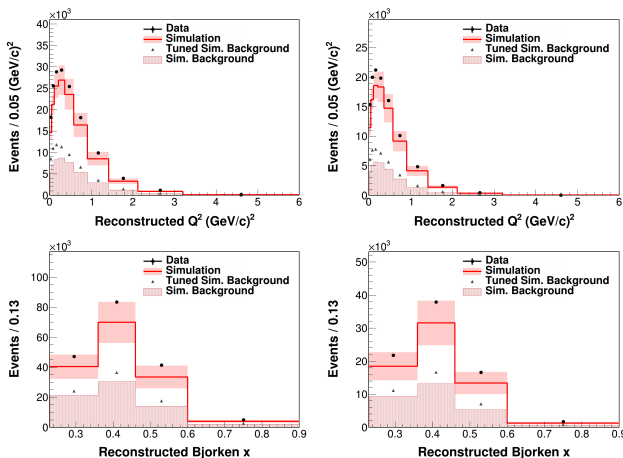 ×10³
40
35
30
25
20
15
10
5
0
Events / 0.05 (GeV/c)²
Data
Simulation
Tuned Sim. Background
Sim. Background
0 1 2 3 4 5 6
Reconstructed Q² (GeV/c)²
×10³
25
20
15
10
5
0
Events / 0.05 (GeV/c)²
Data
Simulation
Tuned Sim. Background
Sim. Background
0 1 2 3 4 5 6
Reconstructed Q² (GeV/c)²
×10³
100
80
60
40
20
0
Events / 0.13
Data
Simulation
Tuned Sim. Background
Sim. Background
0.3 0.4 0.5 0.6 0.7 0.8 0.9
Reconstructed Bjorken x
×10³
50
40
30
20
10
0
Events / 0.13
Data
Simulation
Tuned Sim. Background
Sim. Background
0.3 0.4 0.5 0.6 0.7 0.8 0.9
Reconstructed Bjorken x